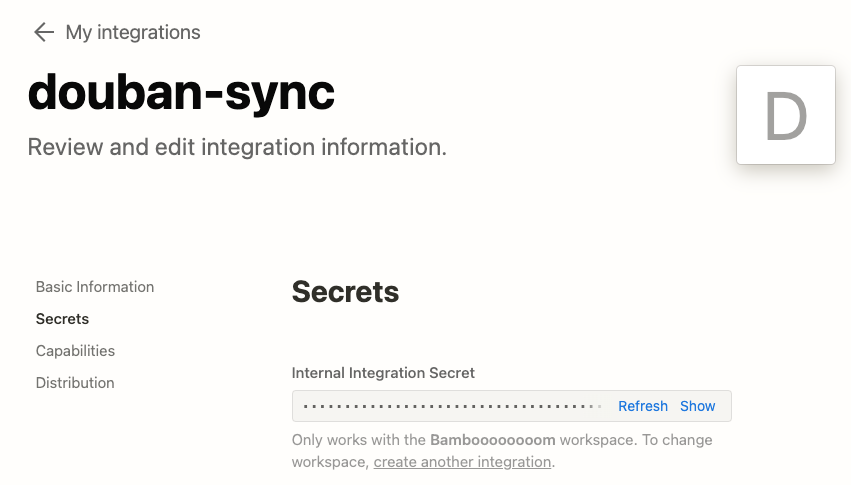 ← My integrations
douban-sync
D
Review and edit integration information.
Basic Information
Secrets
Capabilities
Distribution
Secrets
Internal Integration Secret
Refresh Show
Only works with the Bamboooooooom workspace. To change
workspace, create another integration.